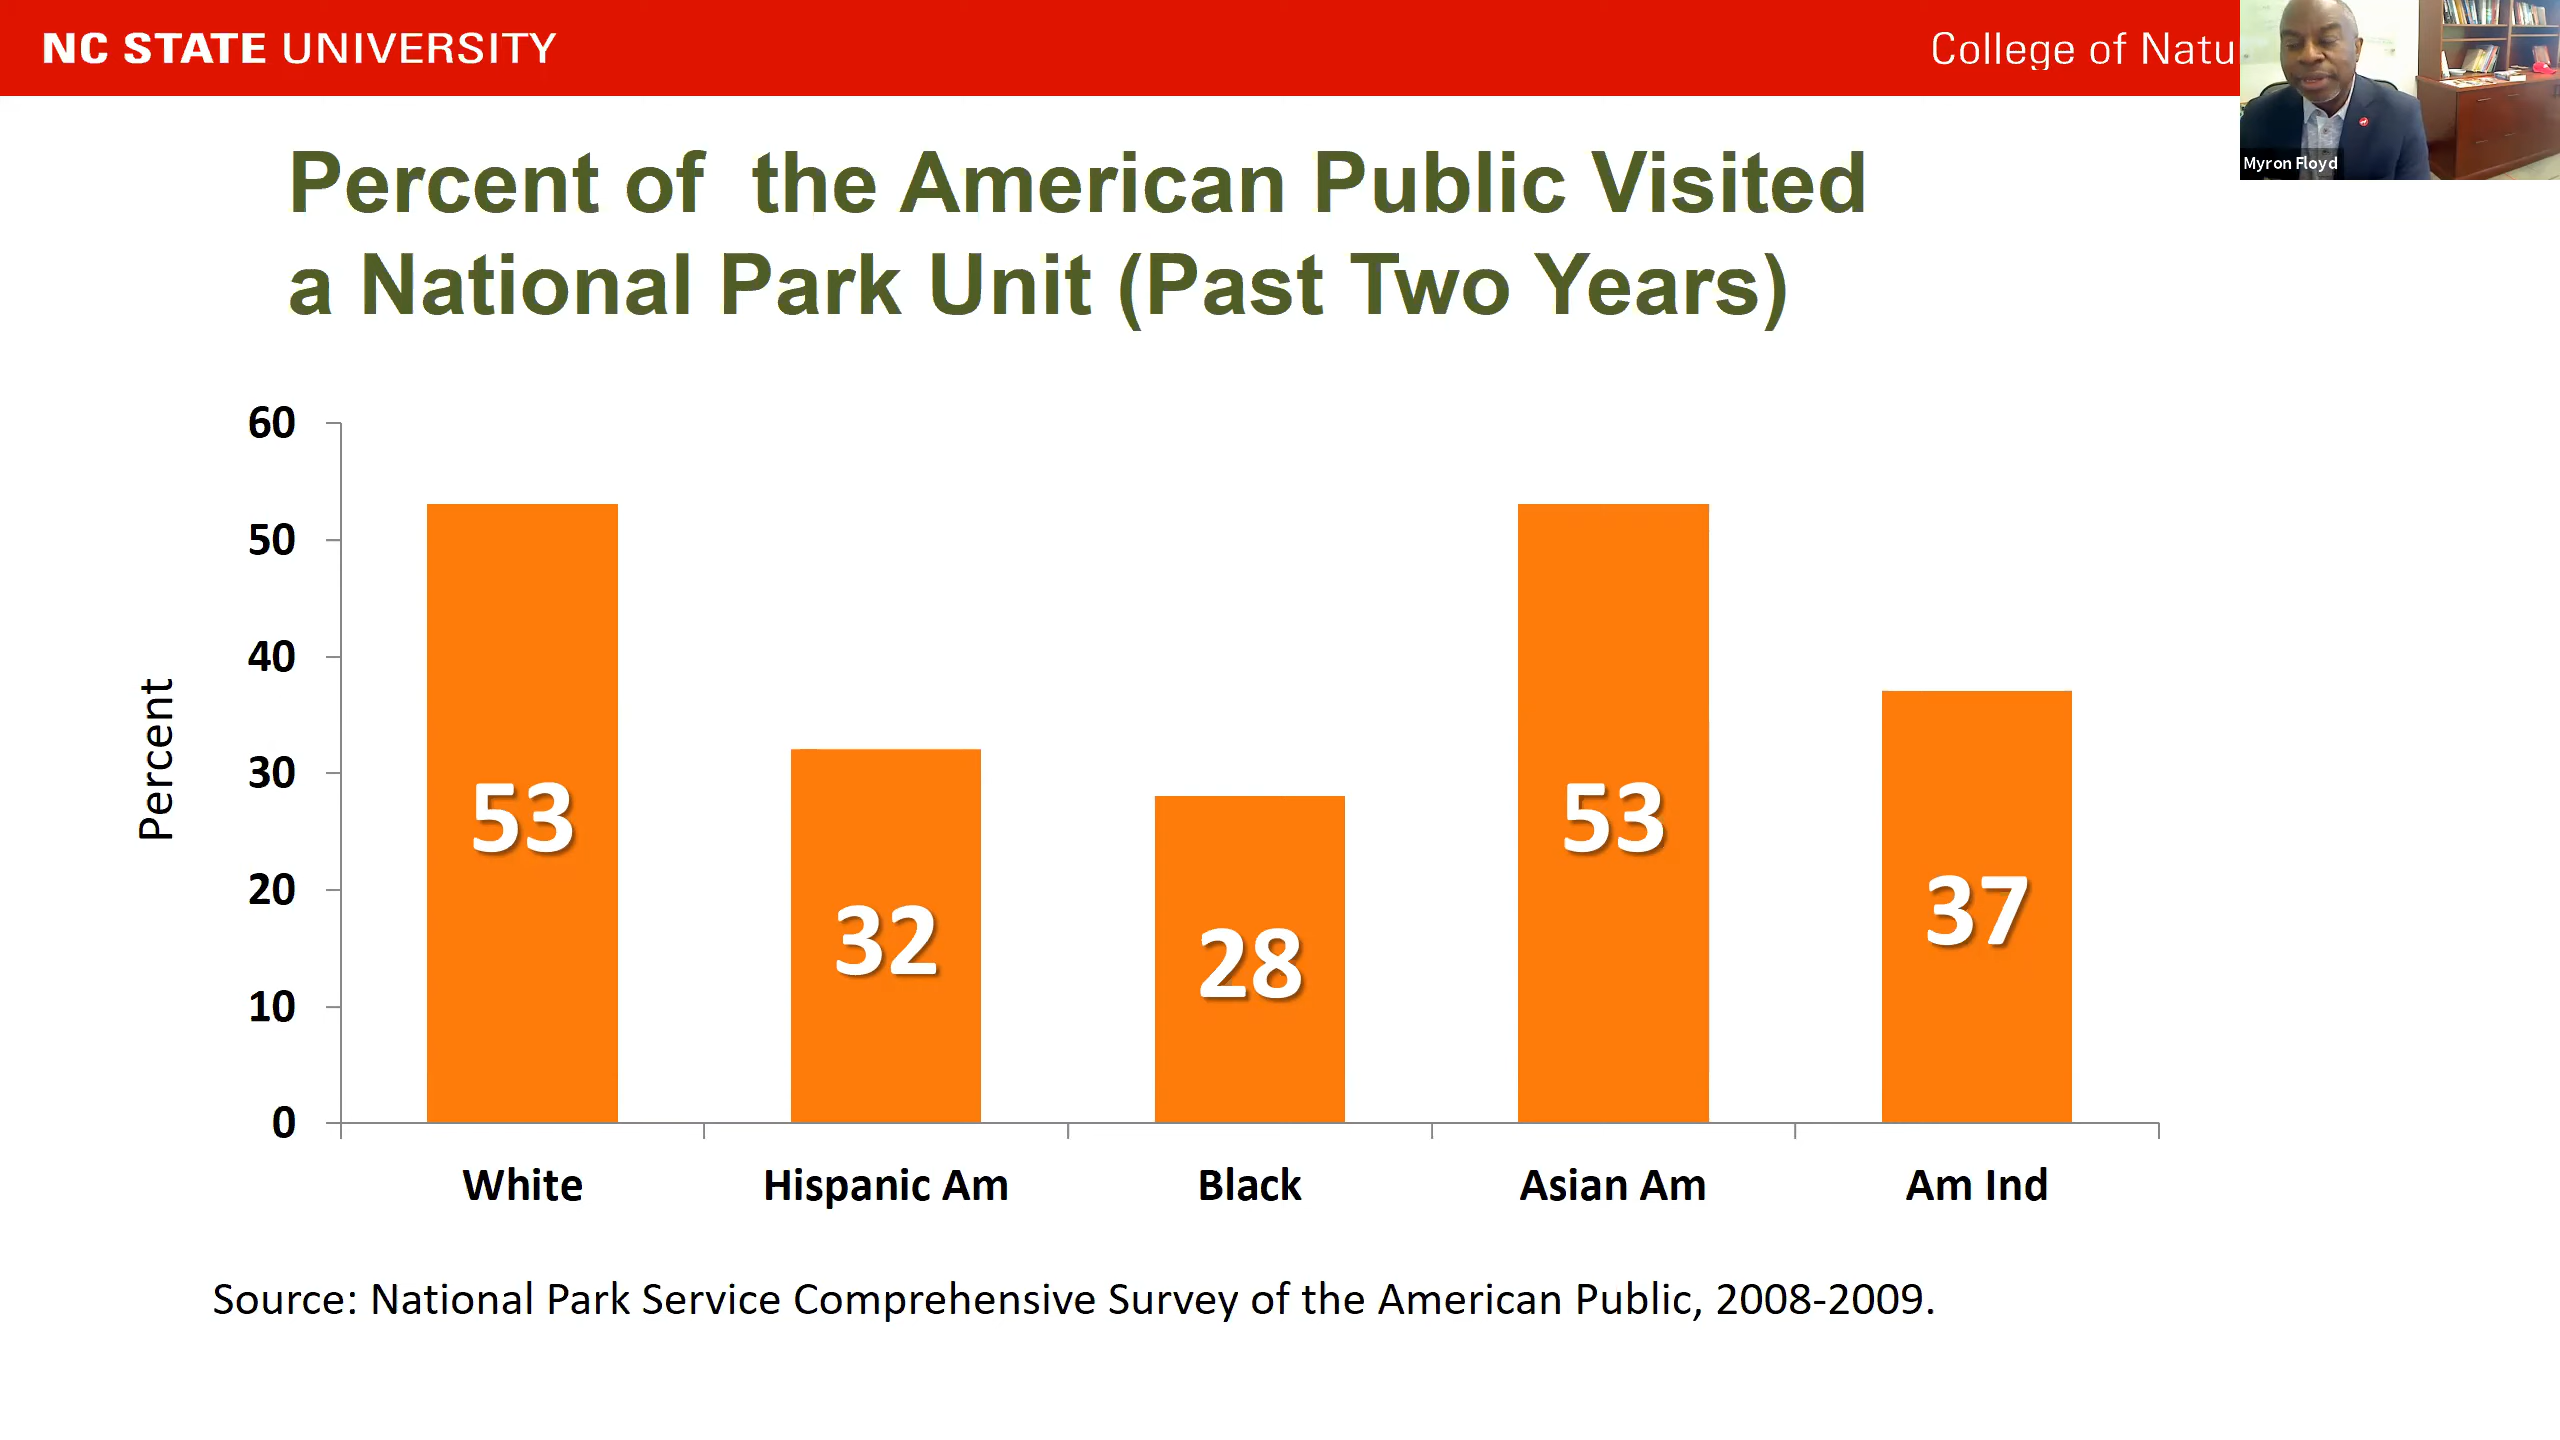 NC STATE UNIVERSITY
College of Natu
Myron Floyd
Percent of  the American Public Visited
a National Park Unit (Past Two Years)
Percent
60
50
40
30
20
10
0
53
32
28
53
37
White
Hispanic Am
Black
Asian Am
Am Ind
Source: National Park Service Comprehensive Survey of the American Public, 2008-2009.